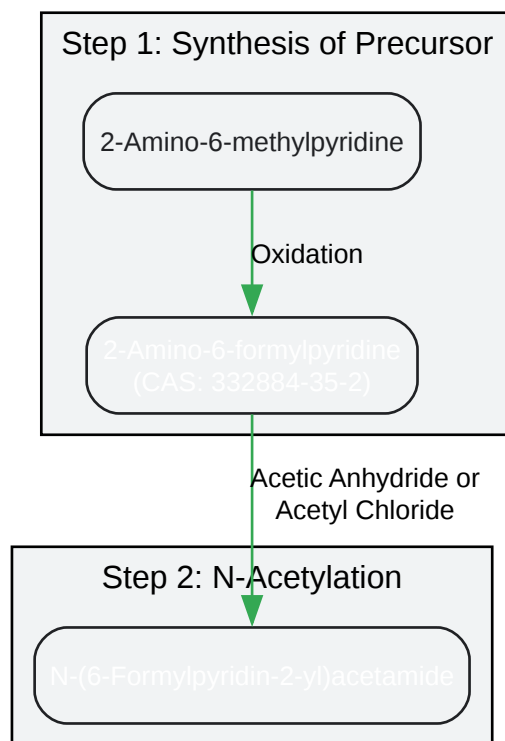 Step 1: Synthesis of Precursor
2-Amino-6-methylpyridine
Oxidation
2-Amino-6-formylpyridine
(CAS: 332884-35-2)
Acetic Anhydride or
Acetyl Chloride
Step 2: N-Acetylation
N-(6-Formylpyridin-2-yl)acetamide